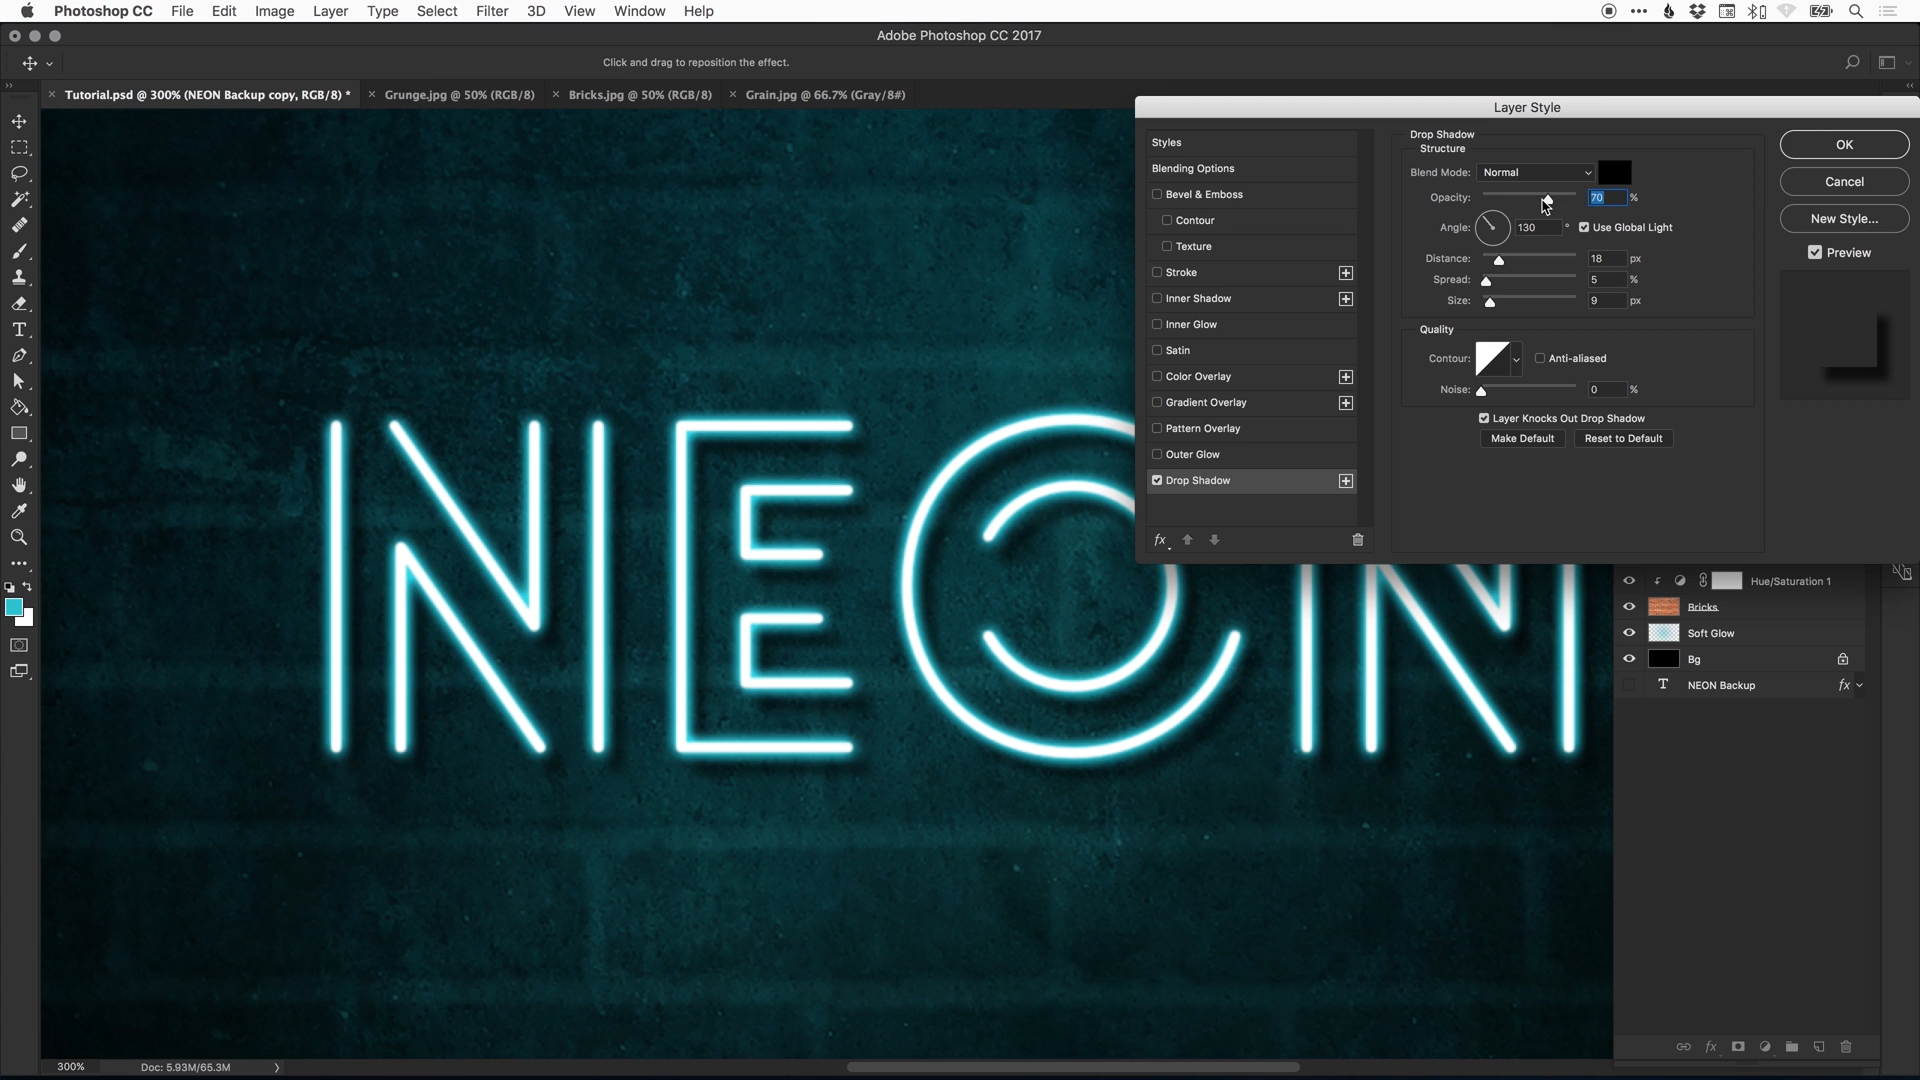 Photoshop CC File Edit Image Layer Type Select Filter 3D View Window Help
Adobe Photoshop CC 2017
Click and drag to reposition the effect.
Tutorial.psd @ 300% (NEON Backup copy, RGB/8) *
Grunge.jpg @ 50% (RGB/8)
Bricks.jpg @ 50% (RGB/8)
Grain.jpg @ 66.7% (Gray/8#)
NEON
Layer Style
Styles
Blending Options
Bevel & Emboss
Contour
Texture
Stroke
Inner Shadow
Inner Glow
Satin
Color Overlay
Gradient Overlay
Pattern Overlay
Outer Glow
Drop Shadow
fx
Drop Shadow
Structure
Blend Mode: Normal
Opacity: 70 %
Angle: 130 ° Use Global Light
Distance: 18 px
Spread: 5 %
Size: 9 px
Quality
Contour: Anti-aliased
Noise: 0 %
Layer Knocks Out Drop Shadow
Make Default Reset to Default
OK
Cancel
New Style...
Preview
Hue/Saturation 1
Bricks
Soft Glow
Bg
T NEON Backup fx
fx
300% Doc: 5.93M/65.3M